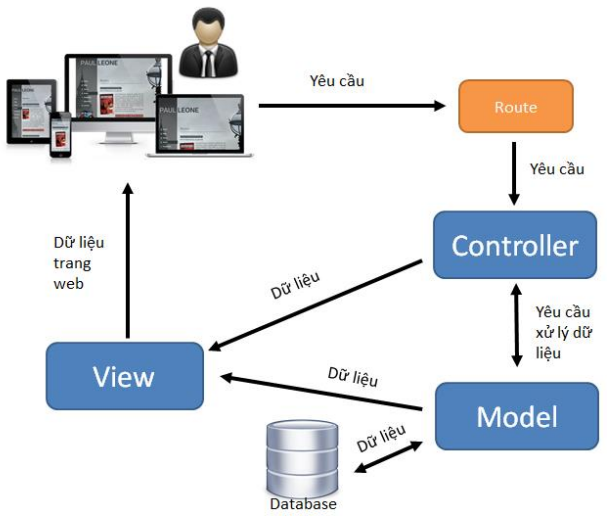 PAUL LEONE
PAUL LEONE
Yêu cầu
Route
Yêu cầu
Controller
Dữ liệu
Dữ liệu
trang
web
Yêu cầu
xử lý dữ
liệu
View
Dữ liệu
Model
Dữ liệu
Database